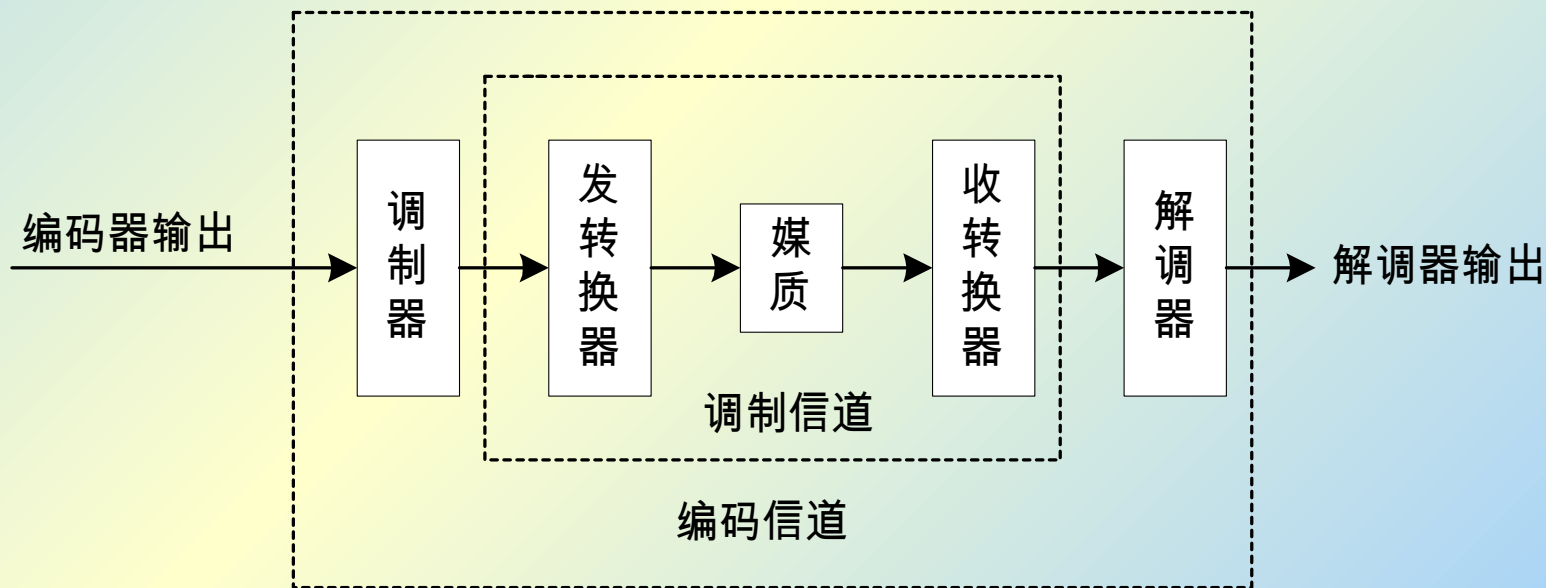 编码器输出
调制器
发转换器
媒质
收转换器
解调器
解调器输出
调制信道
编码信道